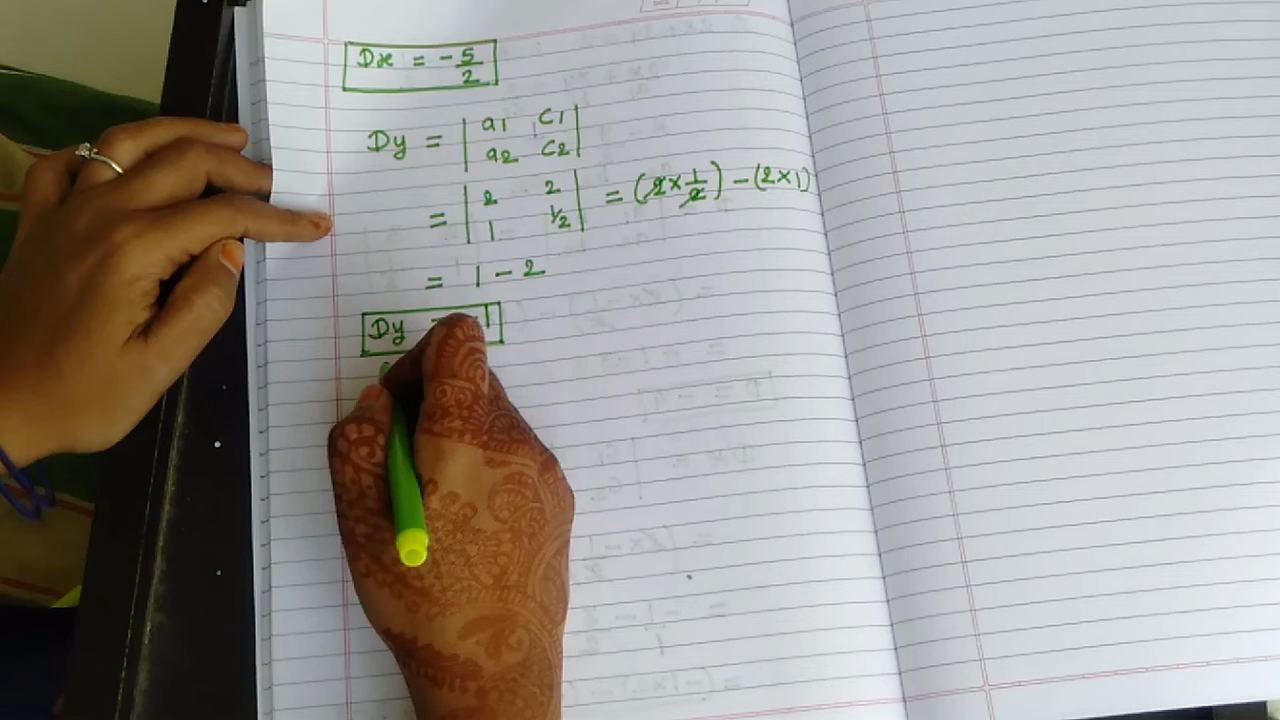 Dx = -5/2
Dy = | a1 c1 |
| a2 c2 |
= | 2 2 | = (2 × 1/2) - (2 × 1)
| 1 1/2 |
= 1 - 2
Dy = -1